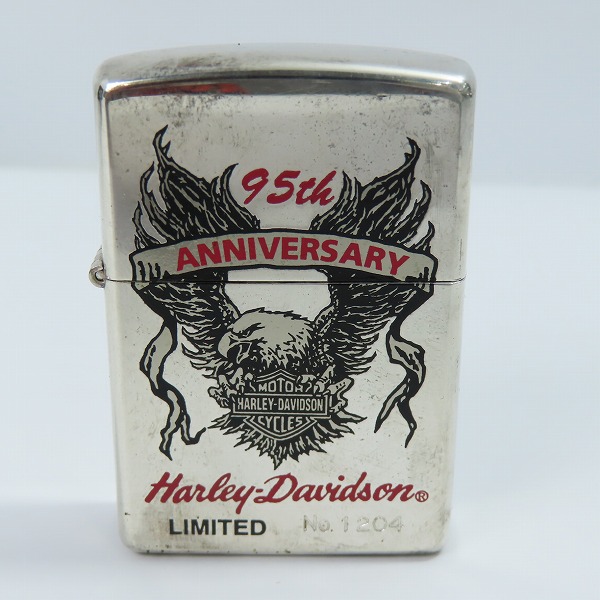 95th
ANNIVERSARY
MOTOR
HARLEY-DAVIDSON
CYCLES
Harley-Davidson®
LIMITED No. 1204